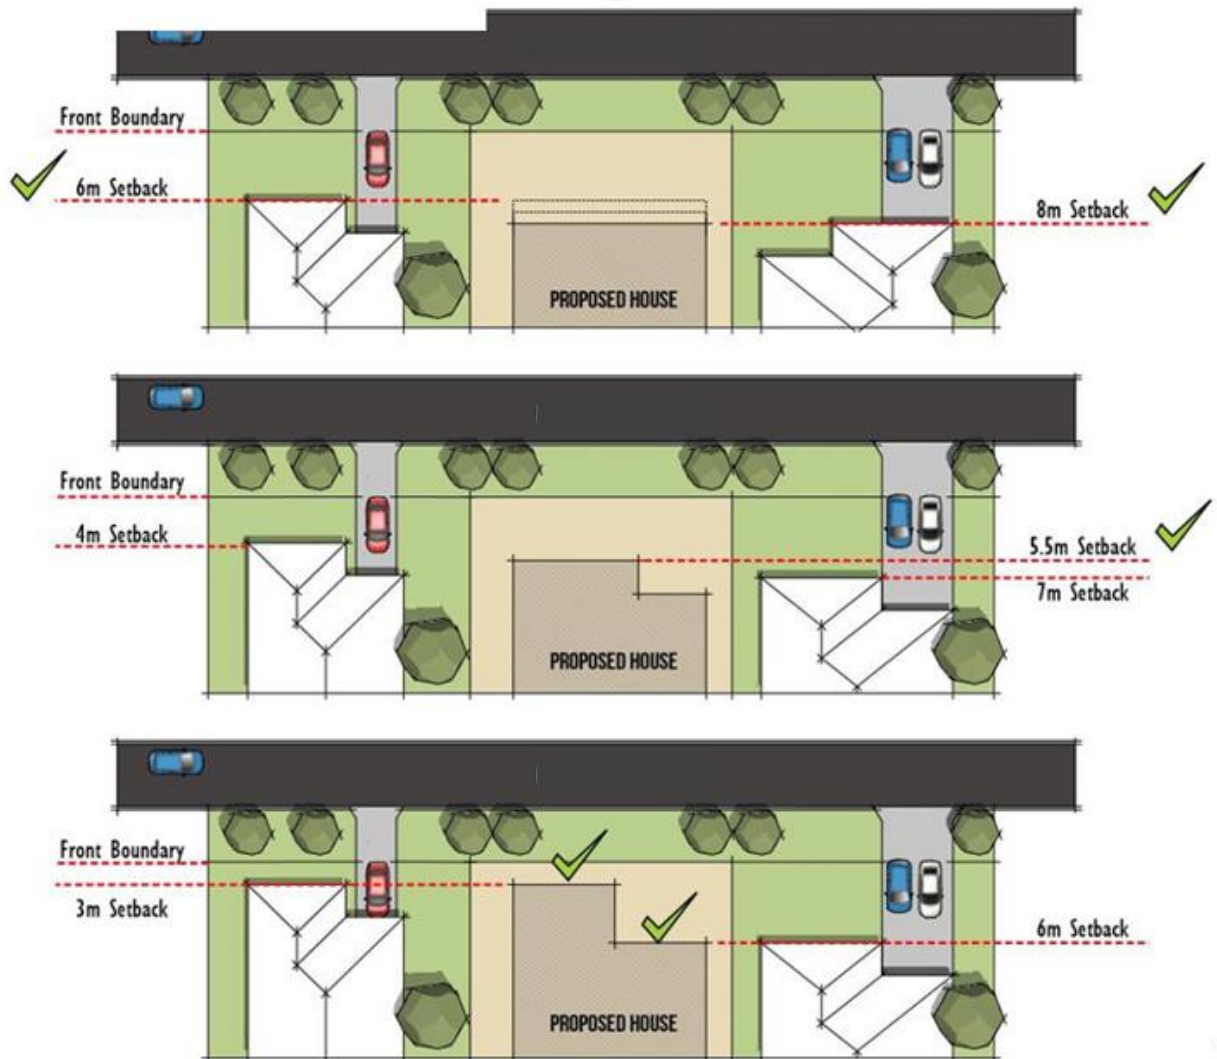 Front Boundary
6m Setback
8m Setback
PROPOSED HOUSE
Front Boundary
4m Setback
5.5m Setback
7m Setback
PROPOSED HOUSE
Front Boundary
3m Setback
6m Setback
PROPOSED HOUSE